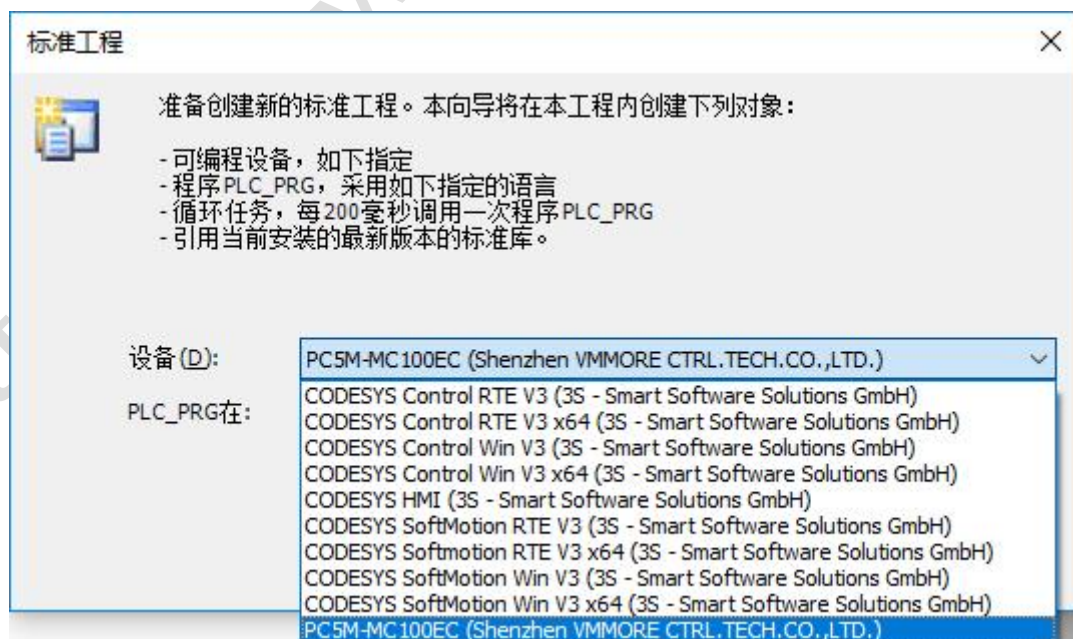 标准工程
准备创建新的标准工程。本向导将在本工程内创建下列对象：
-可编程设备，如下指定
-程序PLC_PRG，采用如下指定的语言
-循环任务，每200毫秒调用一次程序PLC_PRG
-引用当前安装的最新版本的标准库。
设备(D):
PC5M-MC100EC (Shenzhen VMMORE CTRL.TECH.CO.,LTD.)
PLC_PRG在:
CODESYS Control RTE V3 (3S - Smart Software Solutions GmbH)
CODESYS Control RTE V3 x64 (3S - Smart Software Solutions GmbH)
CODESYS Control Win V3 (3S - Smart Software Solutions GmbH)
CODESYS Control Win V3 x64 (3S - Smart Software Solutions GmbH)
CODESYS HMI (3S - Smart Software Solutions GmbH)
CODESYS SoftMotion RTE V3 (3S - Smart Software Solutions GmbH)
CODESYS Softmotion RTE V3 x64 (3S - Smart Software Solutions GmbH)
CODESYS SoftMotion Win V3 (3S - Smart Software Solutions GmbH)
CODESYS SoftMotion Win V3 x64 (3S - Smart Software Solutions GmbH)
PC5M-MC100EC (Shenzhen VMMORE CTRL.TECH.CO.,LTD.)